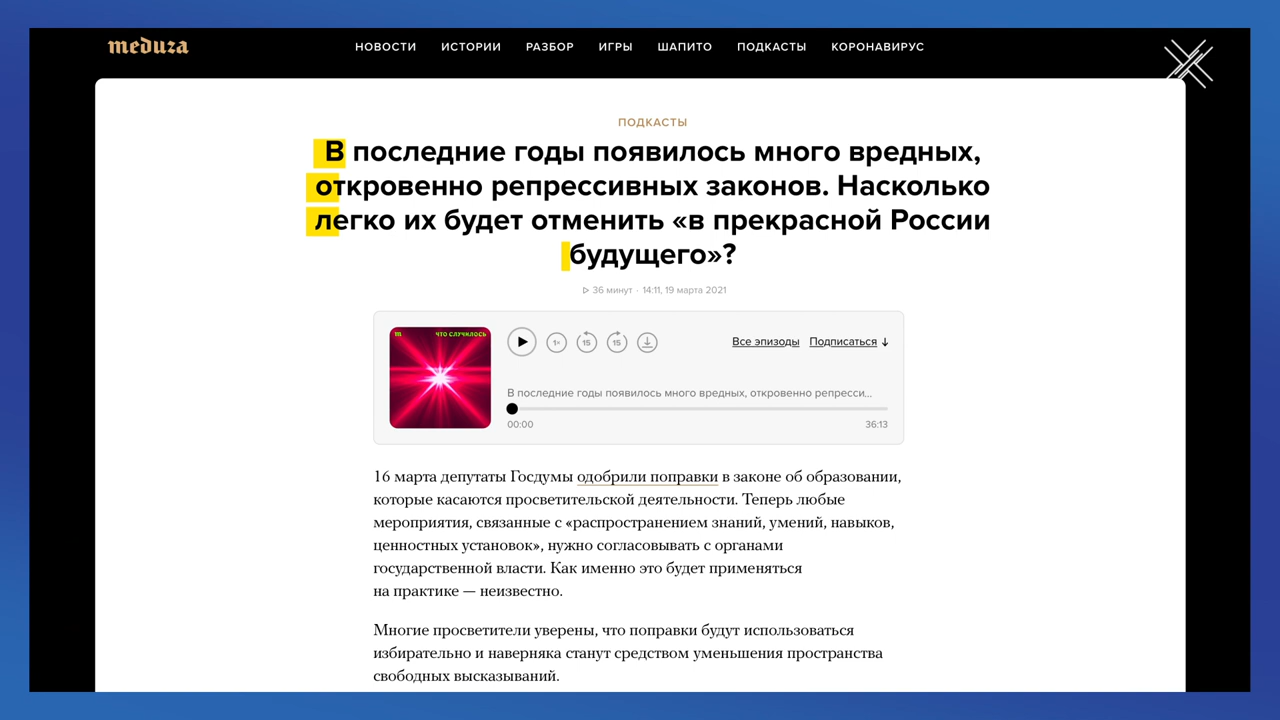 meduza
НОВОСТИ ИСТОРИИ РАЗБОР ИГРЫ ШАПИТО ПОДКАСТЫ КОРОНАВИРУС
ПОДКАСТЫ
В последние годы появилось много вредных,
откровенно репрессивных законов. Насколько
легко их будет отменить «в прекрасной России
будущего»?
36 минут · 14:11, 19 марта 2021
m ЧТО СЛУЧИЛОСЬ
1× 15 15
Все эпизоды Подписаться ↓
В последние годы появилось много вредных, откровенно репресси...
00:00 36:13
16 марта депутаты Госдумы одобрили поправки в законе об образовании,
которые касаются просветительской деятельности. Теперь любые
мероприятия, связанные с «распространением знаний, умений, навыков,
ценностных установок», нужно согласовывать с органами
государственной власти. Как именно это будет применяться
на практике — неизвестно.
Многие просветители уверены, что поправки будут использоваться
избирательно и наверняка станут средством уменьшения пространства
свободных высказываний.